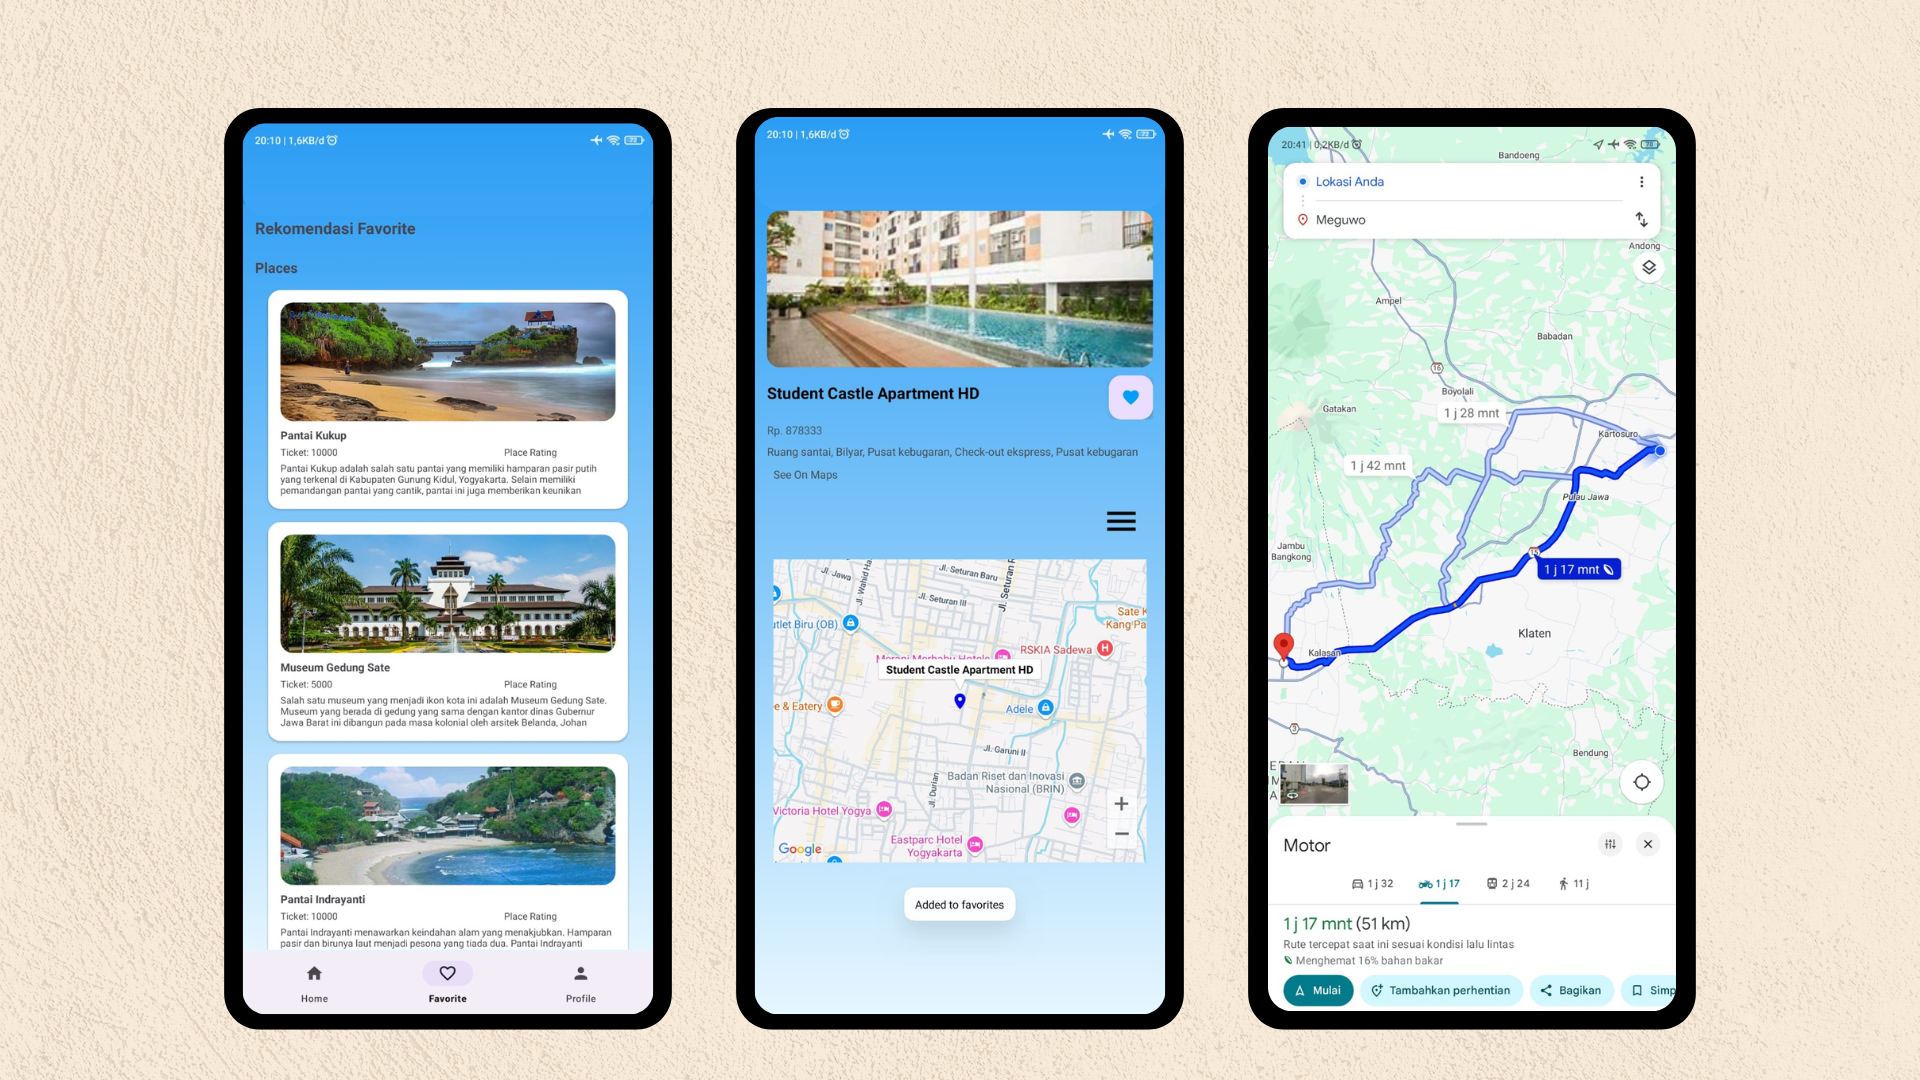 20:10 | 1,6KB/d
Rekomendasi Favorite
Places
Pantai Kukup
Ticket: 10000
Place Rating
Pantai Kukup adalah salah satu pantai yang memiliki hamparan pasir putih
yang terkenal di Kabupaten Gunung Kidul, Yogyakarta. Selain memiliki
pemandangan pantai yang cantik, pantai ini juga memberikan keunikan
Museum Gedung Sate
Ticket: 5000
Place Rating
Salah satu museum yang menjadi ikon kota ini adalah Museum Gedung Sate.
Museum yang berada di gedung yang sama dengan kantor dinas Gubernur
Jawa Barat ini dibangun pada masa kolonial oleh arsitek Belanda, Johan
Pantai Indrayanti
Ticket: 10000
Place Rating
Pantai Indrayanti menawarkan keindahan alam yang menakjubkan. Hamparan
pasir dan birunya laut menjadi pesona yang tiada dua. Pantai Indrayanti
Home
Favorite
Profile
20:10 | 1,6KB/d
Student Castle Apartment HD
Rp. 878333
Ruang santai, Bilyar, Pusat kebugaran, Check-out ekspress, Pusat kebugaran
See On Maps
Jl. Jawa
Jl. Wahid Ha
Jl. Seturan Baru
Jl. Seturan R
Jl. Seturan III
Sate K
Kang Pa
utlet Biru (OB)
RSKIA Sadewa
H
Merapi Merbabu Hotels
Student Castle Apartment HD
e & Eatery
Adele
Jl. Garuni II
Jl. Durian
Badan Riset dan Inovasi
Nasional (BRIN)
Victoria Hotel Yogya
Eastparc Hotel
Yogyakarta
+
−
Google
Added to favorites
20:41 | 0,2KB/d
Bandoeng
Lokasi Anda
Meguwo
Andong
Ampel
Babadan
16
Boyolali
Gatakan
1 j 28 mnt
Kartosuro
1 j 42 mnt
Pulau Jawa
Jambu
Bangkong
15
1 j 17 mnt
Klaten
Kalasan
3
Bendung
Motor
1 j 32
1 j 17
2 j 24
11 j
1 j 17 mnt (51 km)
Rute tercepat saat ini sesuai kondisi lalu lintas
Menghemat 16% bahan bakar
Mulai
Tambahkan perhentian
Bagikan
Simp